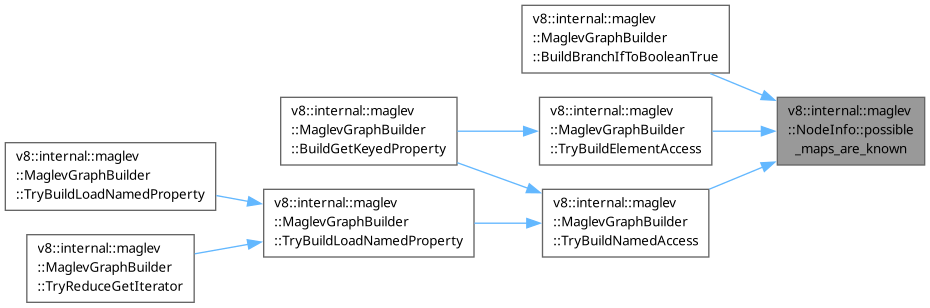 v8::internal::maglev
::MaglevGraphBuilder
::BuildBranchIfToBooleanTrue
v8::internal::maglev
::MaglevGraphBuilder
::BuildGetKeyedProperty
v8::internal::maglev
::MaglevGraphBuilder
::TryBuildElementAccess
v8::internal::maglev
::NodeInfo::possible
_maps_are_known
v8::internal::maglev
::MaglevGraphBuilder
::TryBuildLoadNamedProperty
v8::internal::maglev
::MaglevGraphBuilder
::TryBuildLoadNamedProperty
v8::internal::maglev
::MaglevGraphBuilder
::TryBuildNamedAccess
v8::internal::maglev
::MaglevGraphBuilder
::TryReduceGetIterator